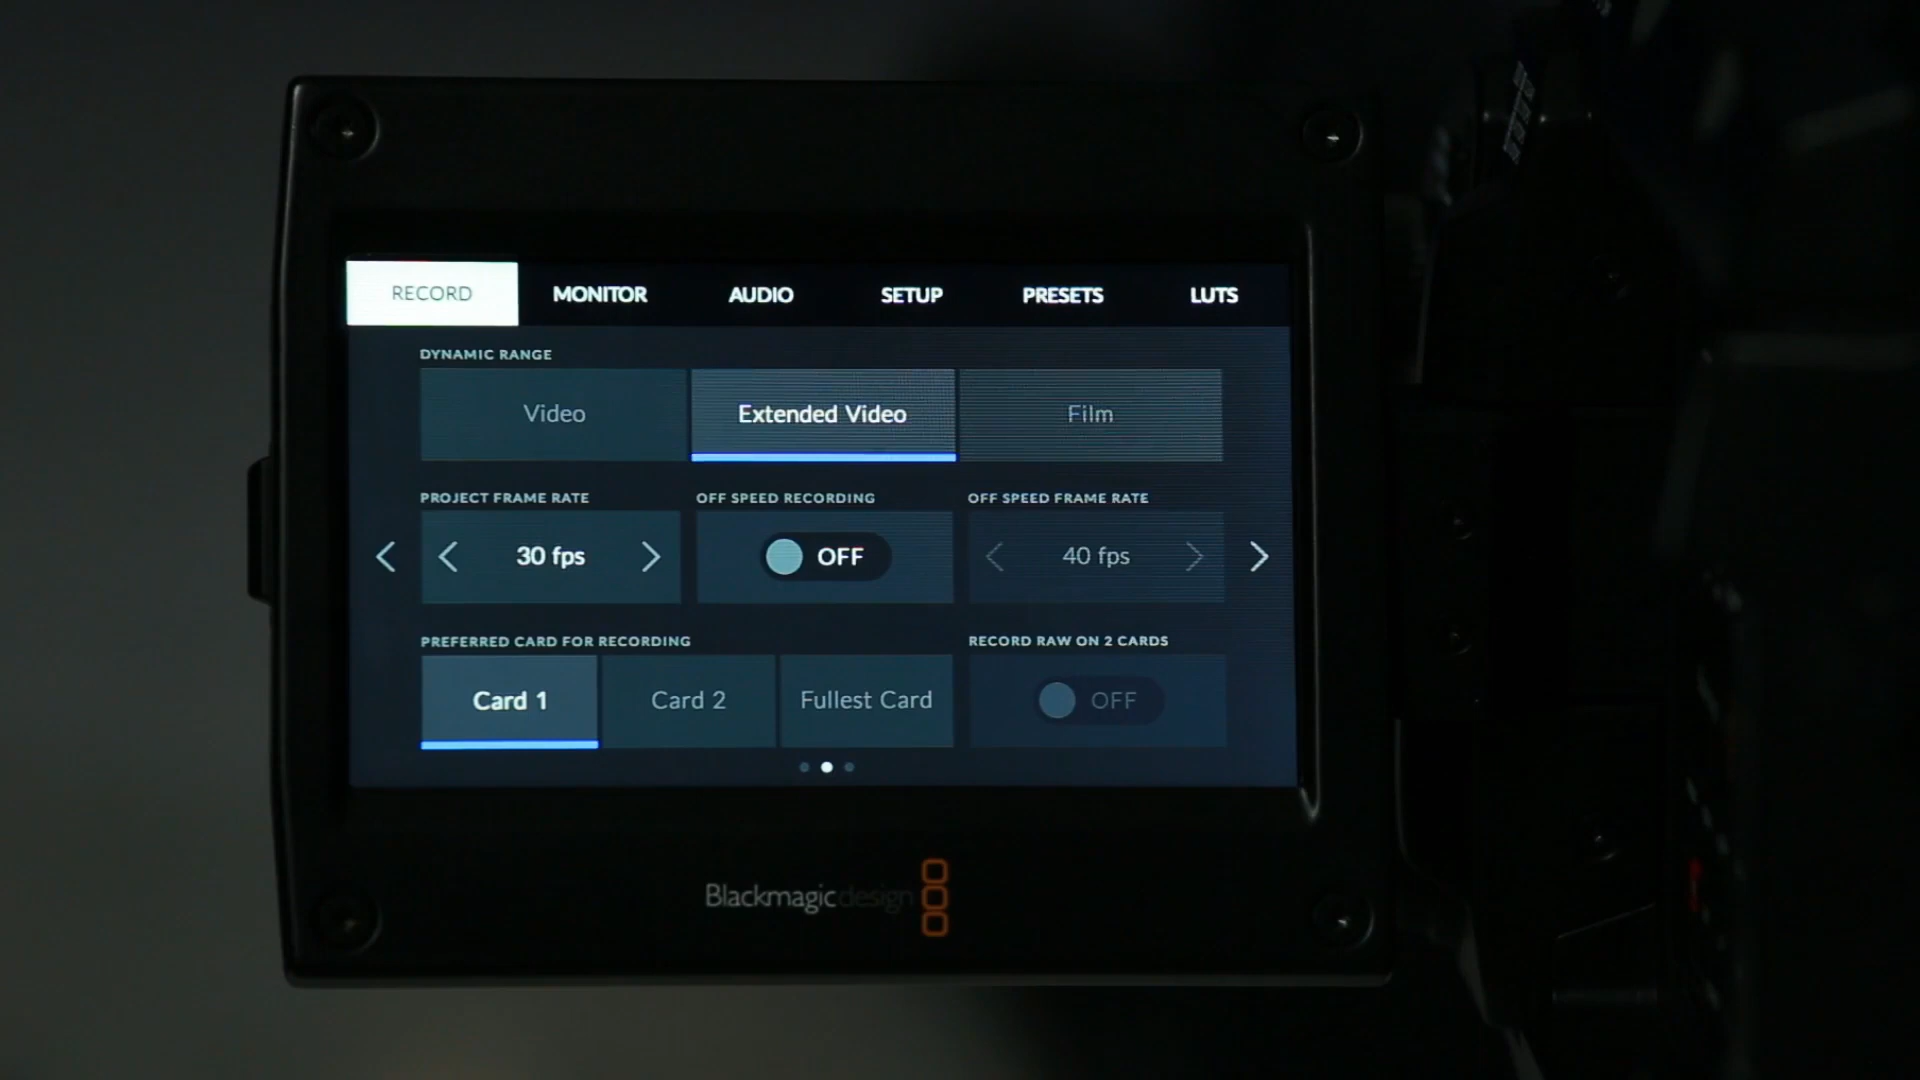 RECORD MONITOR AUDIO SETUP PRESETS LUTS
DYNAMIC RANGE
Video Extended Video Film
PROJECT FRAME RATE OFF SPEED RECORDING OFF SPEED FRAME RATE
30 fps OFF 40 fps
PREFERRED CARD FOR RECORDING RECORD RAW ON 2 CARDS
Card 1 Card 2 Fullest Card OFF
Blackmagicdesign